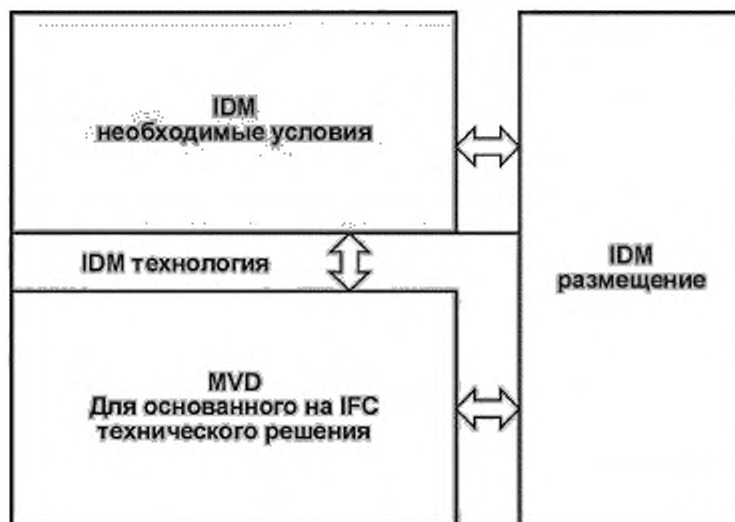 IDM
необходимые условия
IDM технология
IDM
размещение
MVD
Для основанного на IFC
технического решения